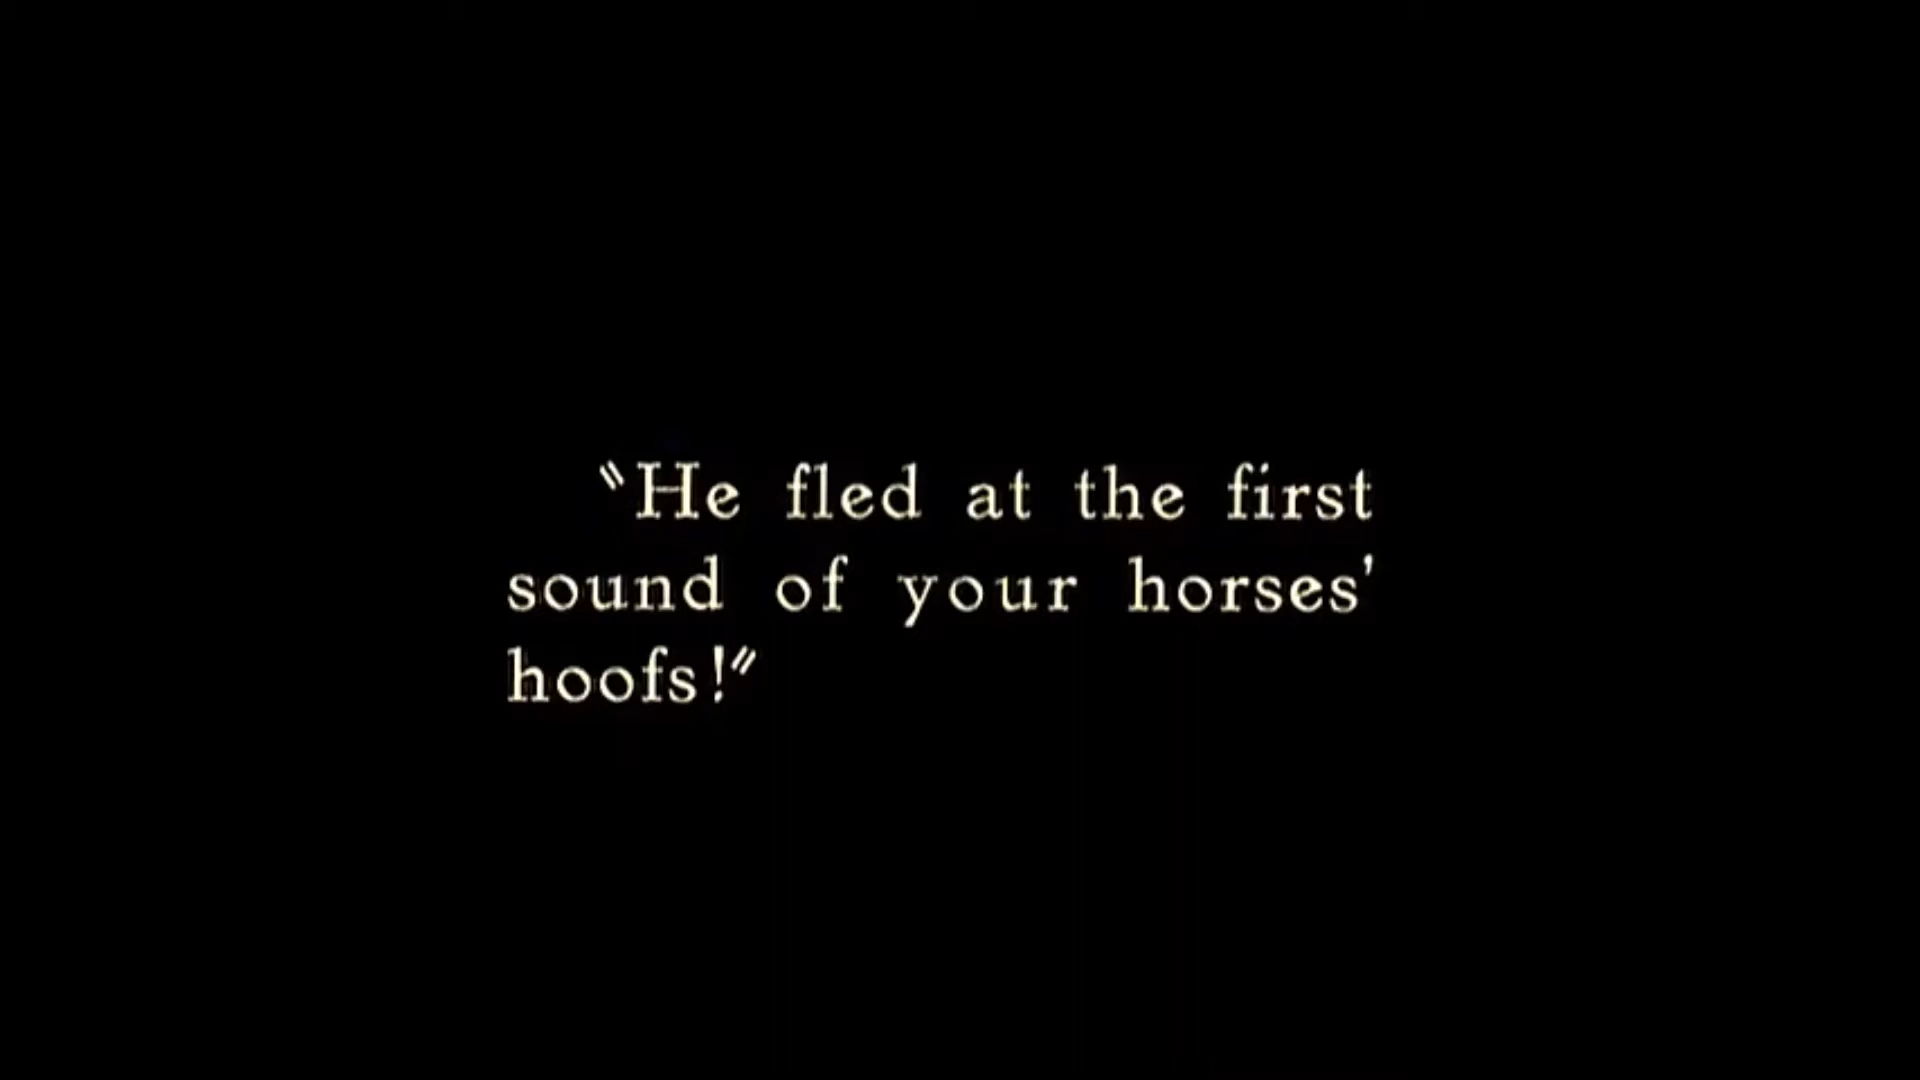 "He fled at the first
sound of your horses'
hoofs!"